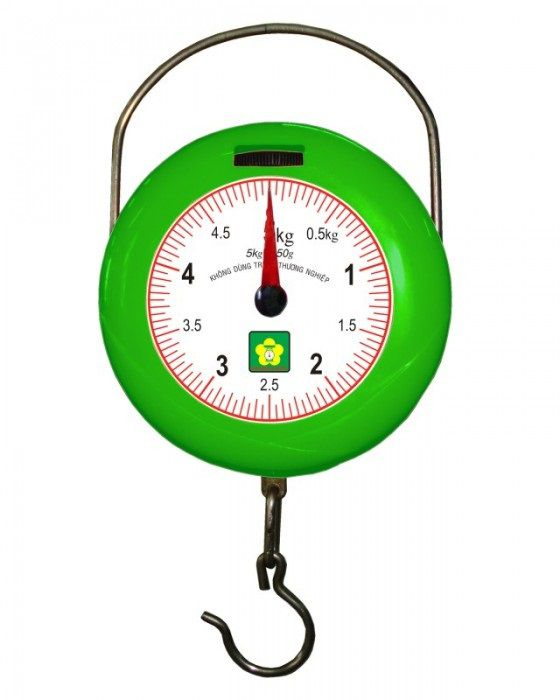 4.5 kg 0.5kg
5kg 50g
KHÔNG DÙNG THƯƠNG NGHIỆP
4 1
3.5 1.5
3 2
2.5